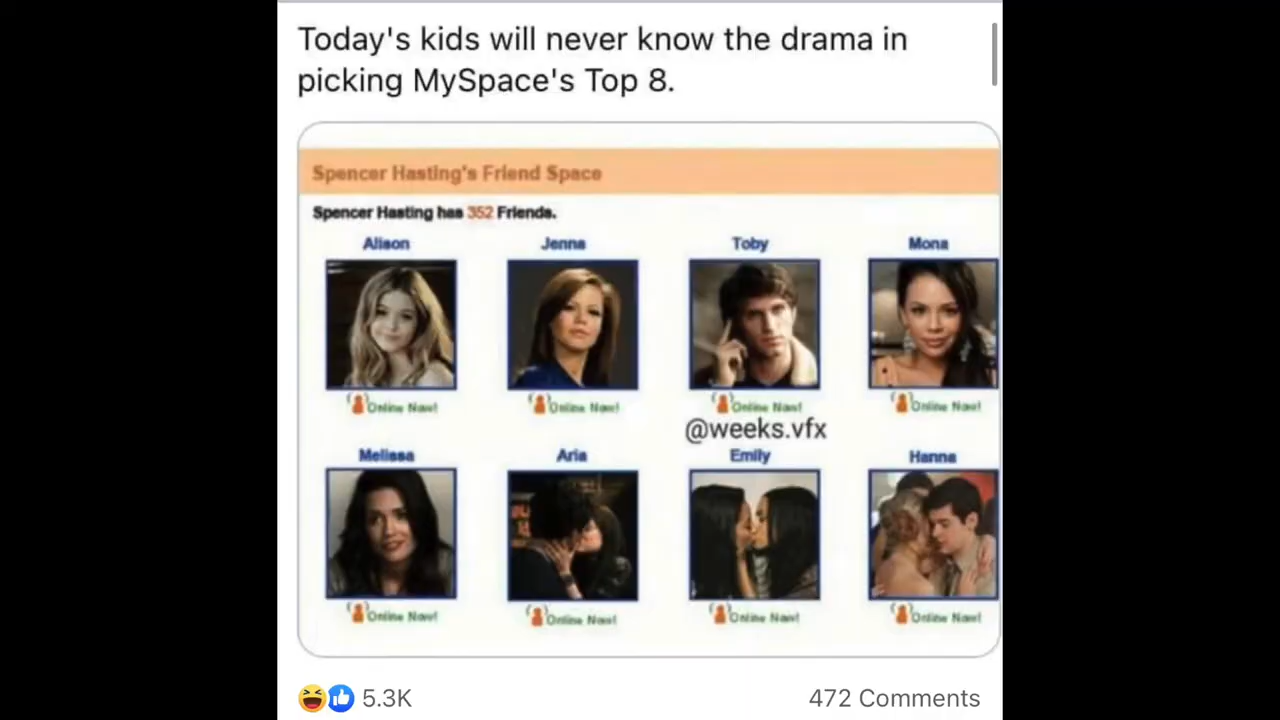 Today's kids will never know the drama in
picking MySpace's Top 8.
Spencer Hasting's Friend Space
Spencer Hasting has 352 Friends.
Alison Jenna Toby Mona
Online Now! Online Now! Online Now! Online Now!
@weeks.vfx
Melissa Aria Emily Hanna
Online Now! Online Now! Online Now! Online Now!
5.3K 472 Comments